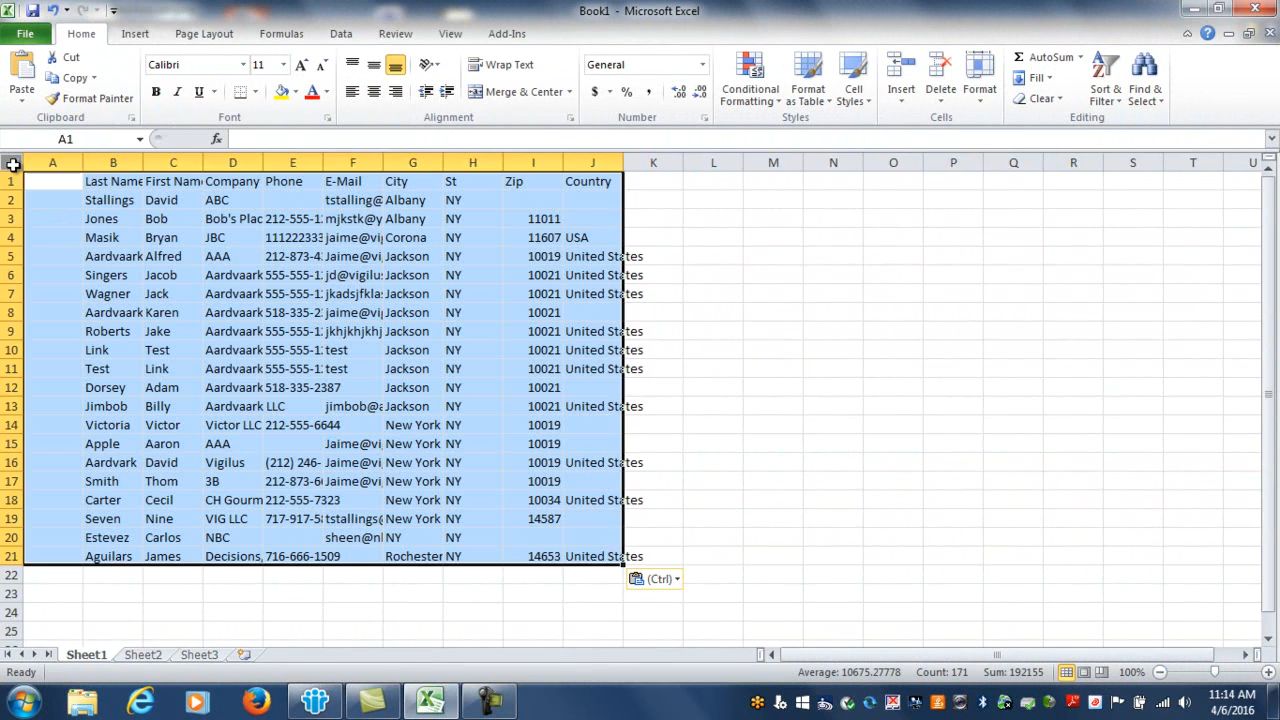 Book1 - Microsoft Excel
File Home Insert Page Layout Formulas Data Review View Add-Ins
Paste
Cut
Copy
Format Painter
Clipboard
Calibri 11
B I U
Font
Wrap Text
Merge & Center
Alignment
General
$ % ,
Number
Conditional Formatting
Format as Table
Cell Styles
Styles
Insert
Delete
Format
Cells
AutoSum
Fill
Clear
Sort & Filter
Find & Select
Editing
A1 fx
A B C D E F G H I J K L M N O P Q R S T U
1 Last Name First Name Company Phone E-Mail City St Zip Country
2 Stallings David ABC tstalling@ Albany NY
3 Jones Bob Bob's Plac 212-555-12 mjkstk@y Albany NY 11011
4 Masik Bryan JBC 111222333 jaime@vig Corona NY 11607 USA
5 Aardvaark Alfred AAA 212-873-4 Jaime@vi Jackson NY 10019 United States
6 Singers Jacob Aardvaark 555-555-12 jd@vigilus Jackson NY 10021 United States
7 Wagner Jack Aardvaark 555-555-12 jkadsjfklas Jackson NY 10021 United States
8 Aardvaark Karen Aardvaark 518-335-2 jaime@vi Jackson NY 10021
9 Roberts Jake Aardvaark 555-555-12 jkhjkhjkhj Jackson NY 10021 United States
10 Link Test Aardvaark 555-555-12 test Jackson NY 10021 United States
11 Test Link Aardvaark 555-555-12 test Jackson NY 10021 United States
12 Dorsey Adam Aardvaark 518-335-2387 Jackson NY 10021
13 Jimbob Billy Aardvaark LLC jimbob@a Jackson NY 10021 United States
14 Victoria Victor Victor LLC 212-555-6644 New York NY 10019
15 Apple Aaron AAA Jaime@vi New York NY 10019
16 Aardvark David Vigilus (212) 246- Jaime@vi New York NY 10019 United States
17 Smith Thom 3B 212-873-6 Jaime@vi New York NY 10019
18 Carter Cecil CH Gourm 212-555-7323 New York NY 10034 United States
19 Seven Nine VIG LLC 717-917-5 tstallings@ New York NY 14587
20 Estevez Carlos NBC sheen@n NY NY
21 Aguilars James Decisions, 716-666-1509 Rochester NY 14653 United States
22
(Ctrl)
23
24
25
Sheet1 Sheet2 Sheet3
Ready Average: 10675.27778 Count: 171 Sum: 192155 100%
11:14 AM
4/6/2016